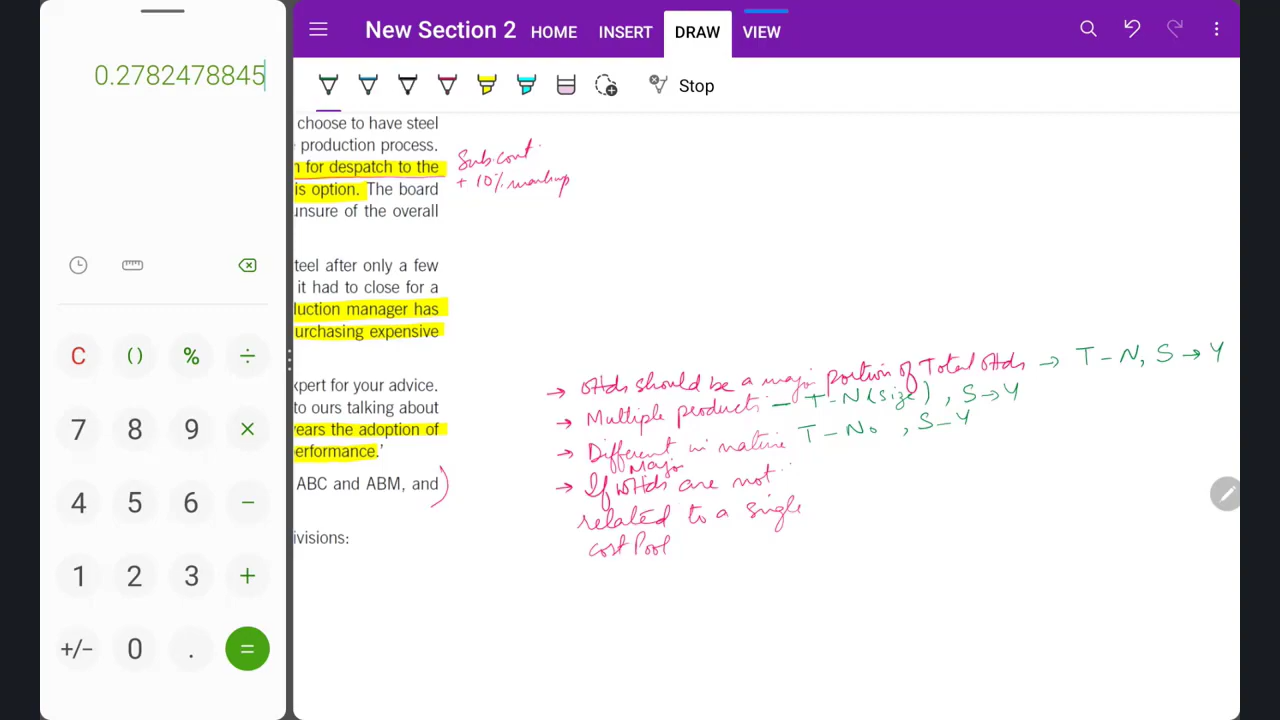 0.2782478845
C
()
%
÷
7
8
9
×
4
5
6
−
1
2
3
+
+/−
0
.
=
New Section 2
HOME
INSERT
DRAW
VIEW
Stop
choose to have steel
production process.
n for despatch to the
is option. The board
unsure of the overall
Subcont
+ 10% markup
teel after only a few
it had to close for a
luction manager has
urchasing expensive
xpert for your advice.
to ours talking about
ears the adoption of
erformance.'
ABC and ABM, and
ivisions:
→ OHds should be a major portion of Total OHds → T - N, S → Y
→ Multiple products - T - N (size), S → Y
→ Different in nature T - No, S - Y
Major
→ If OHds are not
related to a single
cost Pool